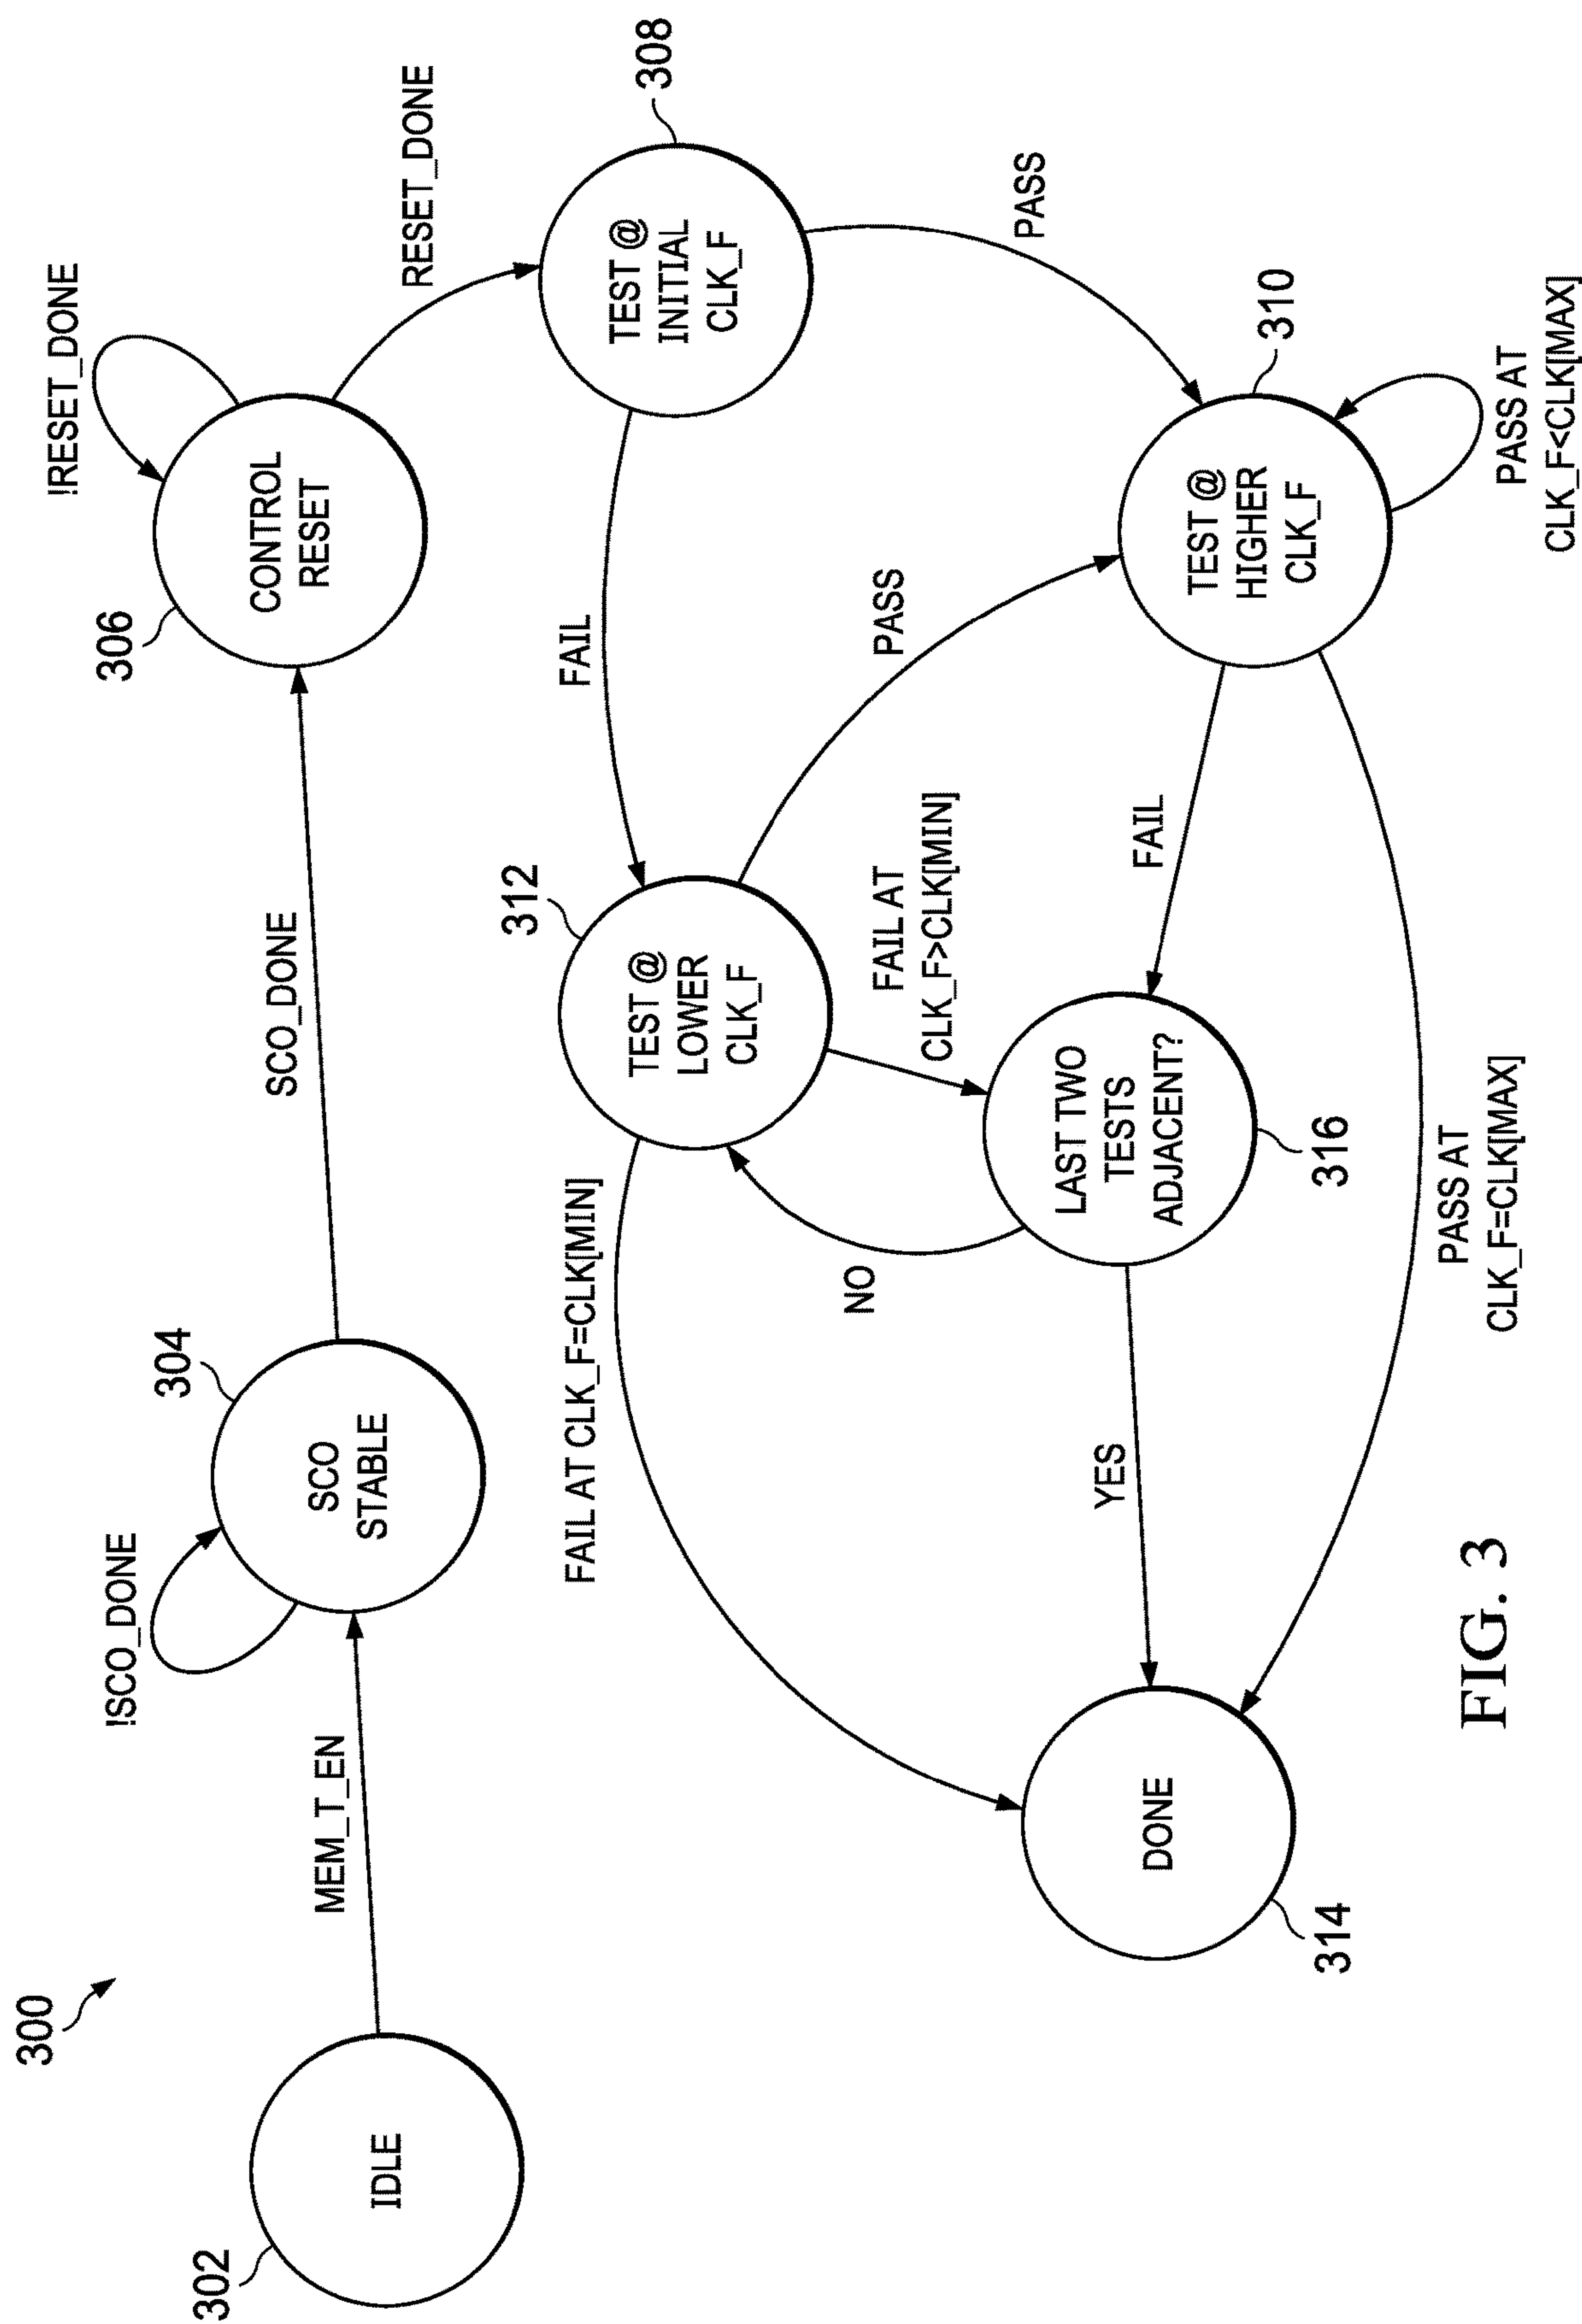 300
302
IDLE
MEM_T_EN
!SCO_DONE
304
SCO
STABLE
SCO_DONE
306
!RESET_DONE
CONTROL
RESET
RESET_DONE
308
TEST @
INITIAL
CLK_F
FAIL
PASS
312
TEST @
LOWER
CLK_F
PASS
310
TEST @
HIGHER
CLK_F
PASS AT
CLK_F<CLK[MAX]
FAIL AT
CLK_F>CLK[MIN]
FAIL
LAST TWO
TESTS
ADJACENT?
316
NO
YES
FAIL AT CLK_F=CLK[MIN]
PASS AT
CLK_F=CLK[MAX]
DONE
314
FIG. 3